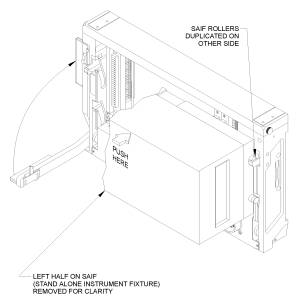 SAIF ROLLERS
DUPLICATED ON
OTHER SIDE
PUSH
HERE
LEFT HALF ON SAIF
(STAND ALONE INSTRUMENT FIXTURE)
REMOVED FOR CLARITY